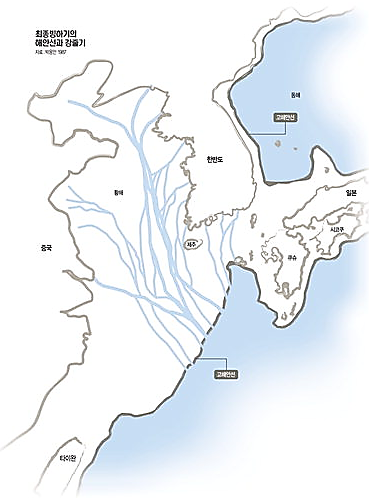 최종빙하기의
해안선과 강줄기
자료: 박용안 1987
동해
고해안선
한반도
일본
황해
시코쿠
제주
중국
큐슈
고해안선
타이완